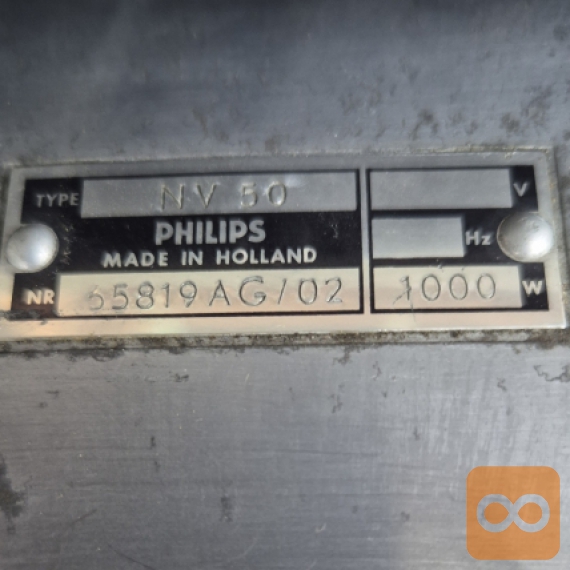 TYPE NV 50 V
PHILIPS Hz
MADE IN HOLLAND
NR 65819AG/02 1000 W